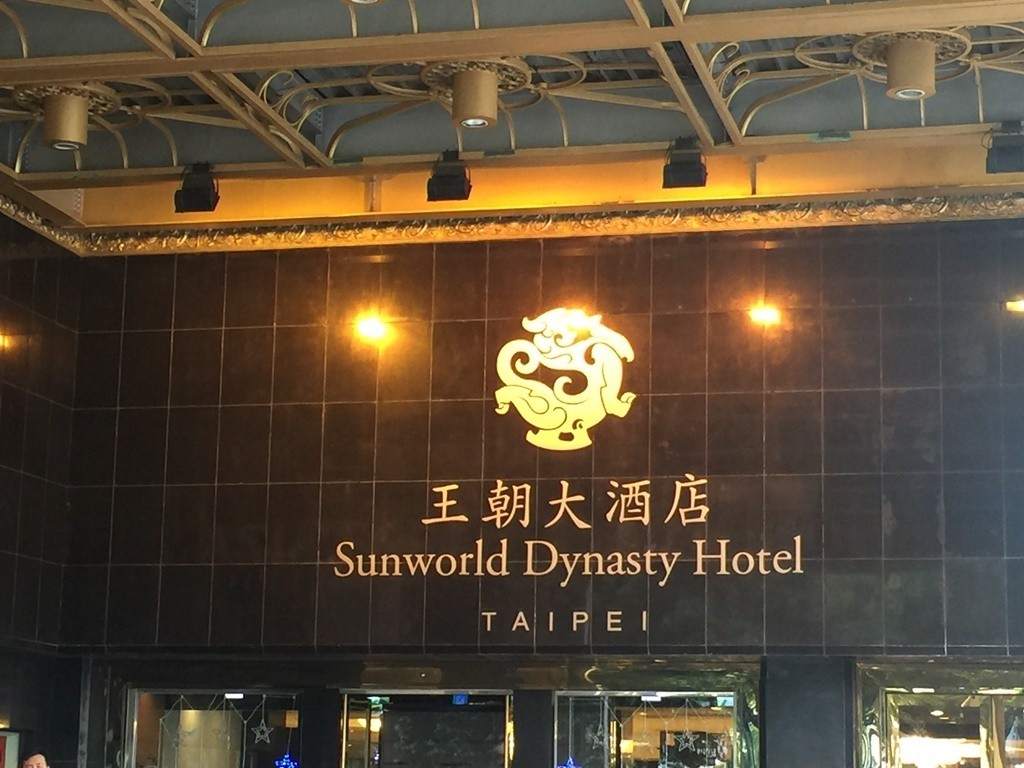 王朝大酒店
Sunworld Dynasty Hotel
TAIPEI